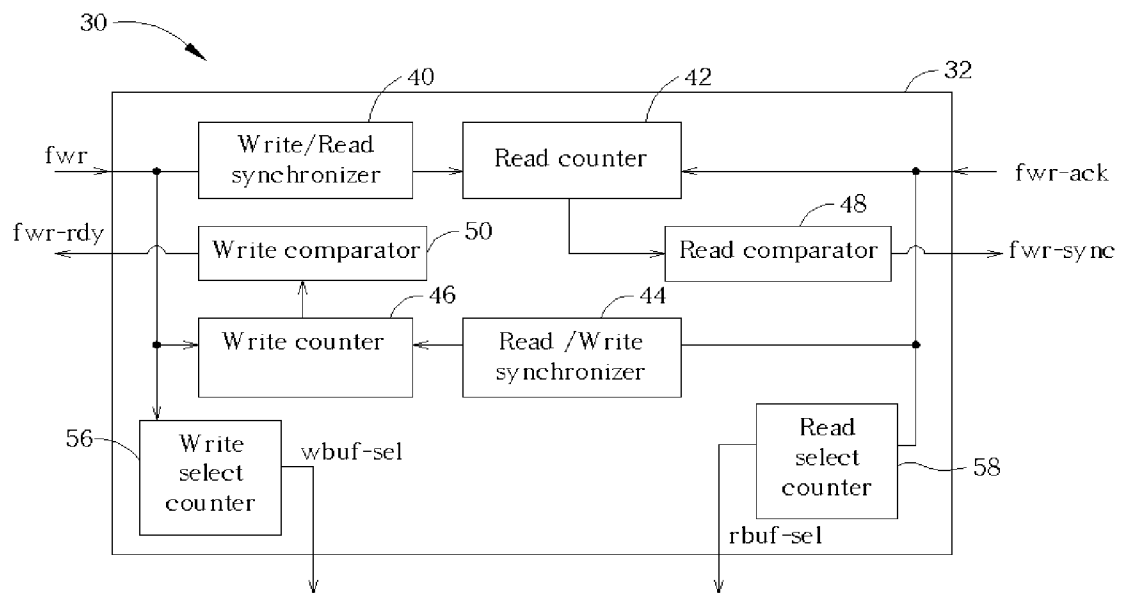 30
40
42
32
fwr
Write/Read
synchronizer
Read counter
fwr-ack
fwr-rdy
Write comparator
50
48
Read comparator
fwr-sync
46
44
Write counter
Read /Write
synchronizer
56
Write
select
counter
wbuf-sel
Read
select
counter
58
rbuf-sel